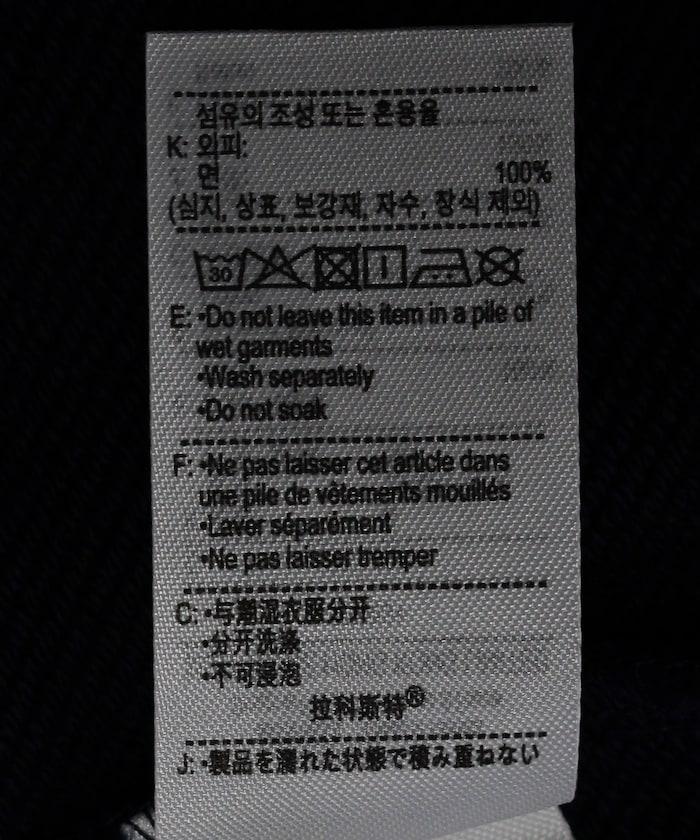 섬유의 조성 또는 혼용율
K: 외피:
면 100%
(심지, 상표, 보강재, 자수, 장식 제외)
30
E: •Do not leave this item in a pile of
wet garments
•Wash separately
•Do not soak
F: •Ne pas laisser cet article dans
une pile de vêtements mouillés
•Laver séparément
•Ne pas laisser tremper
C: •与潮湿衣服分开
•分开洗涤
•不可浸泡
拉科斯特®
J: •製品を濡れた状態で積み重ねない